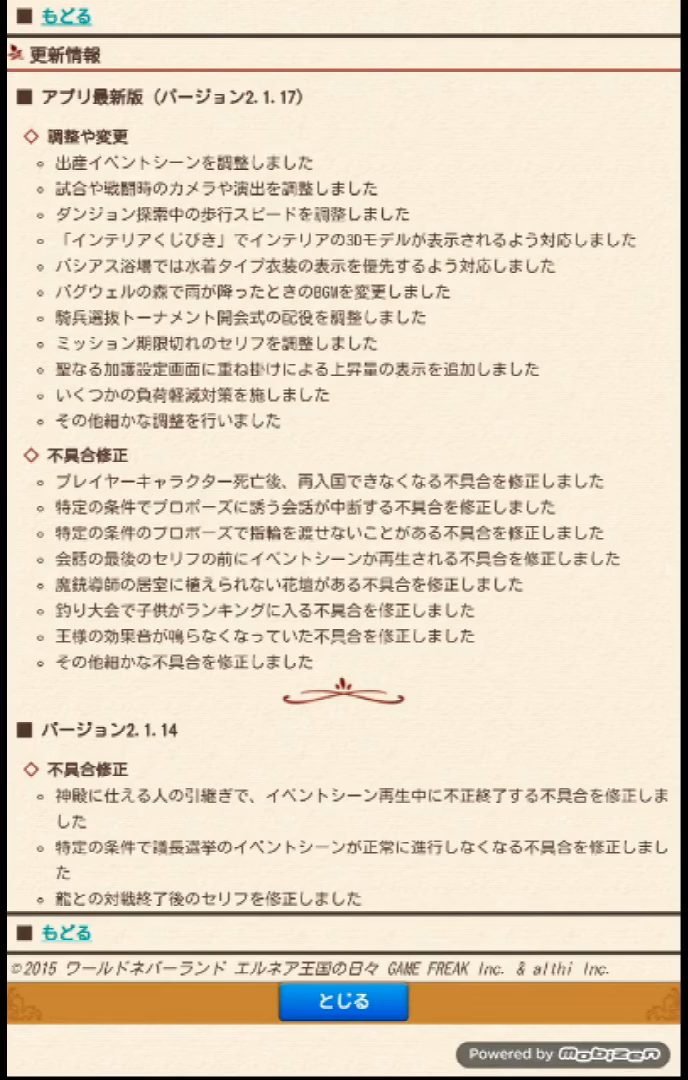 ■ もどる
更新情報
■ アプリ最新版（バージョン2.1.17）
◇ 調整や変更
∘ 出産イベントシーンを調整しました
∘ 試合や戦闘時のカメラや演出を調整しました
∘ ダンジョン探索中の歩行スピードを調整しました
∘ 「インテリアくじびき」でインテリアの3Dモデルが表示されるよう対応しました
∘ バシアス浴場では水着タイプ衣装の表示を優先するよう対応しました
∘ バグウェルの森で雨が降ったときのBGMを変更しました
∘ 騎兵選抜トーナメント開会式の配役を調整しました
∘ ミッション期限切れのセリフを調整しました
∘ 聖なる加護設定画面に重ね掛けによる上昇量の表示を追加しました
∘ いくつかの負荷軽減対策を施しました
∘ その他細かな調整を行いました
◇ 不具合修正
∘ プレイヤーキャラクター死亡後、再入国できなくなる不具合を修正しました
∘ 特定の条件でプロポーズに誘う会話が中断する不具合を修正しました
∘ 特定の条件のプロポーズで指輪を渡せないことがある不具合を修正しました
∘ 会話の最後のセリフの前にイベントシーンが再生される不具合を修正しました
∘ 魔銃導師の居室に植えられない花壇がある不具合を修正しました
∘ 釣り大会で子供がランキングに入る不具合を修正しました
∘ 王様の効果音が鳴らなくなっていた不具合を修正しました
∘ その他細かな不具合を修正しました
■ バージョン2.1.14
◇ 不具合修正
∘ 神殿に仕える人の引継ぎで、イベントシーン再生中に不正終了する不具合を修正しま
した
∘ 特定の条件で議長選挙のイベントシーンが正常に進行しなくなる不具合を修正しまし
た
∘ 龍との対戦終了後のセリフを修正しました
■ もどる
©2015 ワールドネバーランド エルネア王国の日々 GAME FREAK Inc. & althi Inc.
とじる
Powered by mobizen